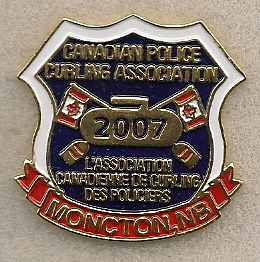 CANADIAN POLICE
CURLING ASSOCIATION
2007
L'ASSOCIATION
CANADIENNE DE CURLING
DES POLICIERS
MONCTON, NB